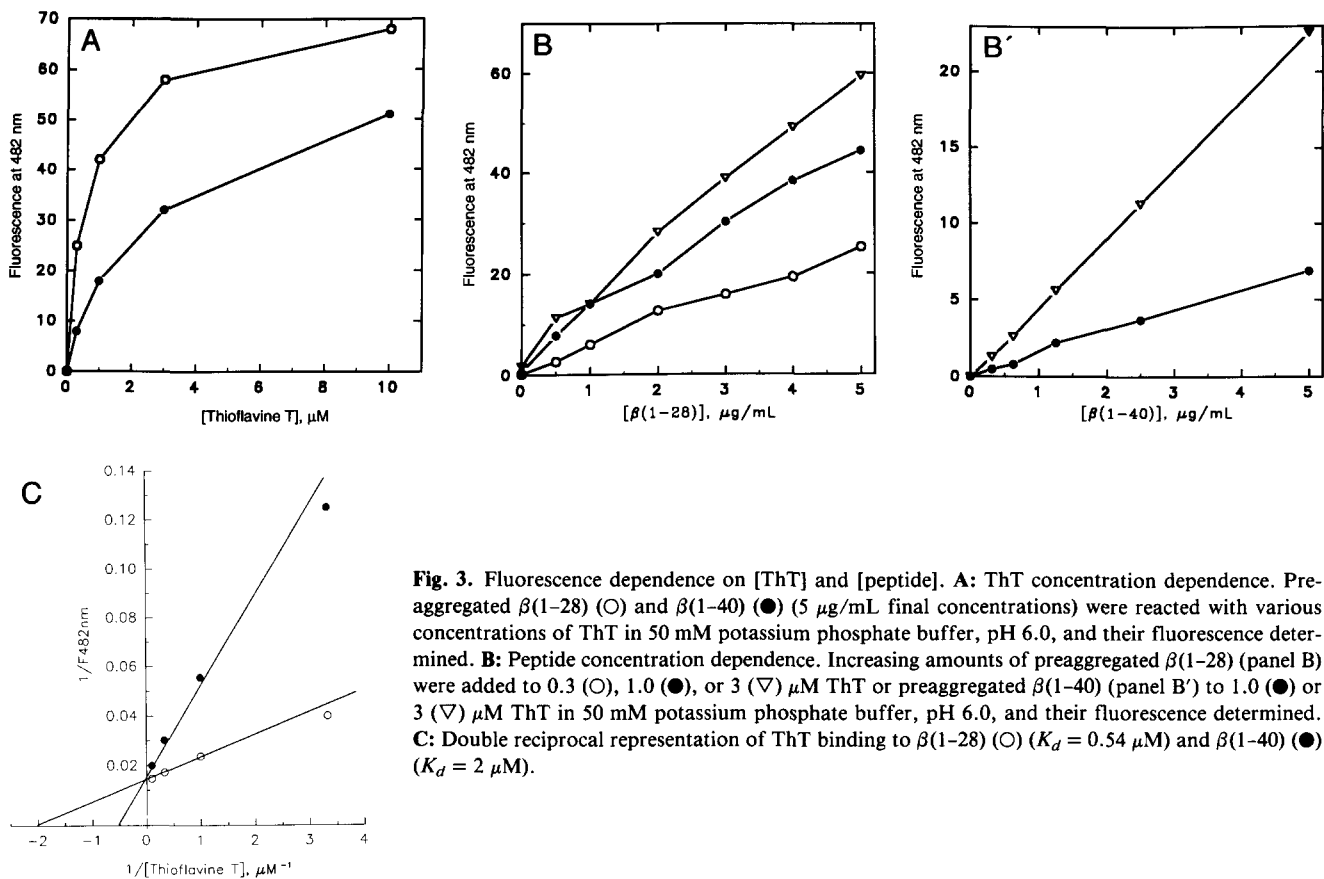 A
Fluorescence at 482 nm
70
60
50
40
30
20
10
0
0 2 4 6 8 10
[Thioflavine T], μM
B
Fluorescence at 482 nm
60
40
20
0
0 1 2 3 4 5
[β(1-28)], μg/mL
B′
Fluorescence at 482 nm
20
15
10
5
0
0 1 2 3 4 5
[β(1-40)], μg/mL
C
1/F482nm
0.14
0.12
0.10
0.08
0.06
0.04
0.02
-2 -1 0 1 2 3 4
1/[Thioflavine T], μM⁻¹
Fig. 3. Fluorescence dependence on [ThT] and [peptide]. A: ThT concentration dependence. Pre-
aggregated β(1-28) (○) and β(1-40) (●) (5 μg/mL final concentrations) were reacted with various
concentrations of ThT in 50 mM potassium phosphate buffer, pH 6.0, and their fluorescence deter-
mined. B: Peptide concentration dependence. Increasing amounts of preaggregated β(1-28) (panel B)
were added to 0.3 (○), 1.0 (●), or 3 (▽) μM ThT or preaggregated β(1-40) (panel B′) to 1.0 (●) or
3 (▽) μM ThT in 50 mM potassium phosphate buffer, pH 6.0, and their fluorescence determined.
C: Double reciprocal representation of ThT binding to β(1-28) (○) (Kd = 0.54 μM) and β(1-40) (●)
(Kd = 2 μM).